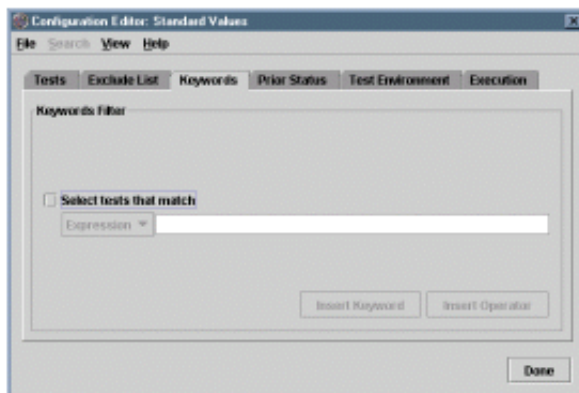 Configuration Editor: Standard Values
File Search View Help
Tests Exclude List Keywords Prior Status Test Environment Execution
Keywords Filter
Select tests that match
Expression
Insert Keyword Insert Operator
Done